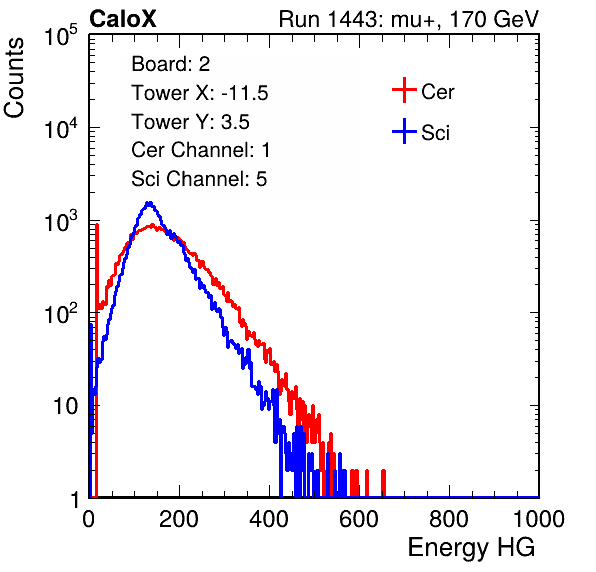 CaloX Run 1443: mu+, 170 GeV
Board: 2
Tower X: -11.5
Tower Y: 3.5
Cer Channel: 1
Sci Channel: 5
Cer
Sci
Counts
10^5
10^4
10^3
10^2
10
1
0 200 400 600 800 1000
Energy HG